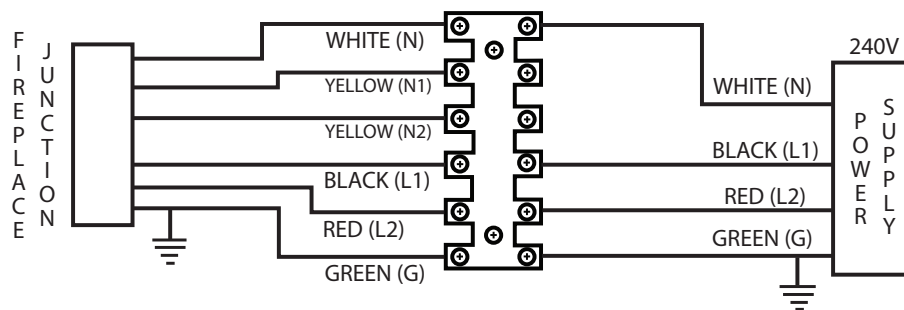 FIREPLACE
JUNCTION
WHITE (N)
YELLOW (N1)
YELLOW (N2)
BLACK (L1)
RED (L2)
GREEN (G)
240V
WHITE (N)
BLACK (L1)
RED (L2)
GREEN (G)
POWER
SUPPLY